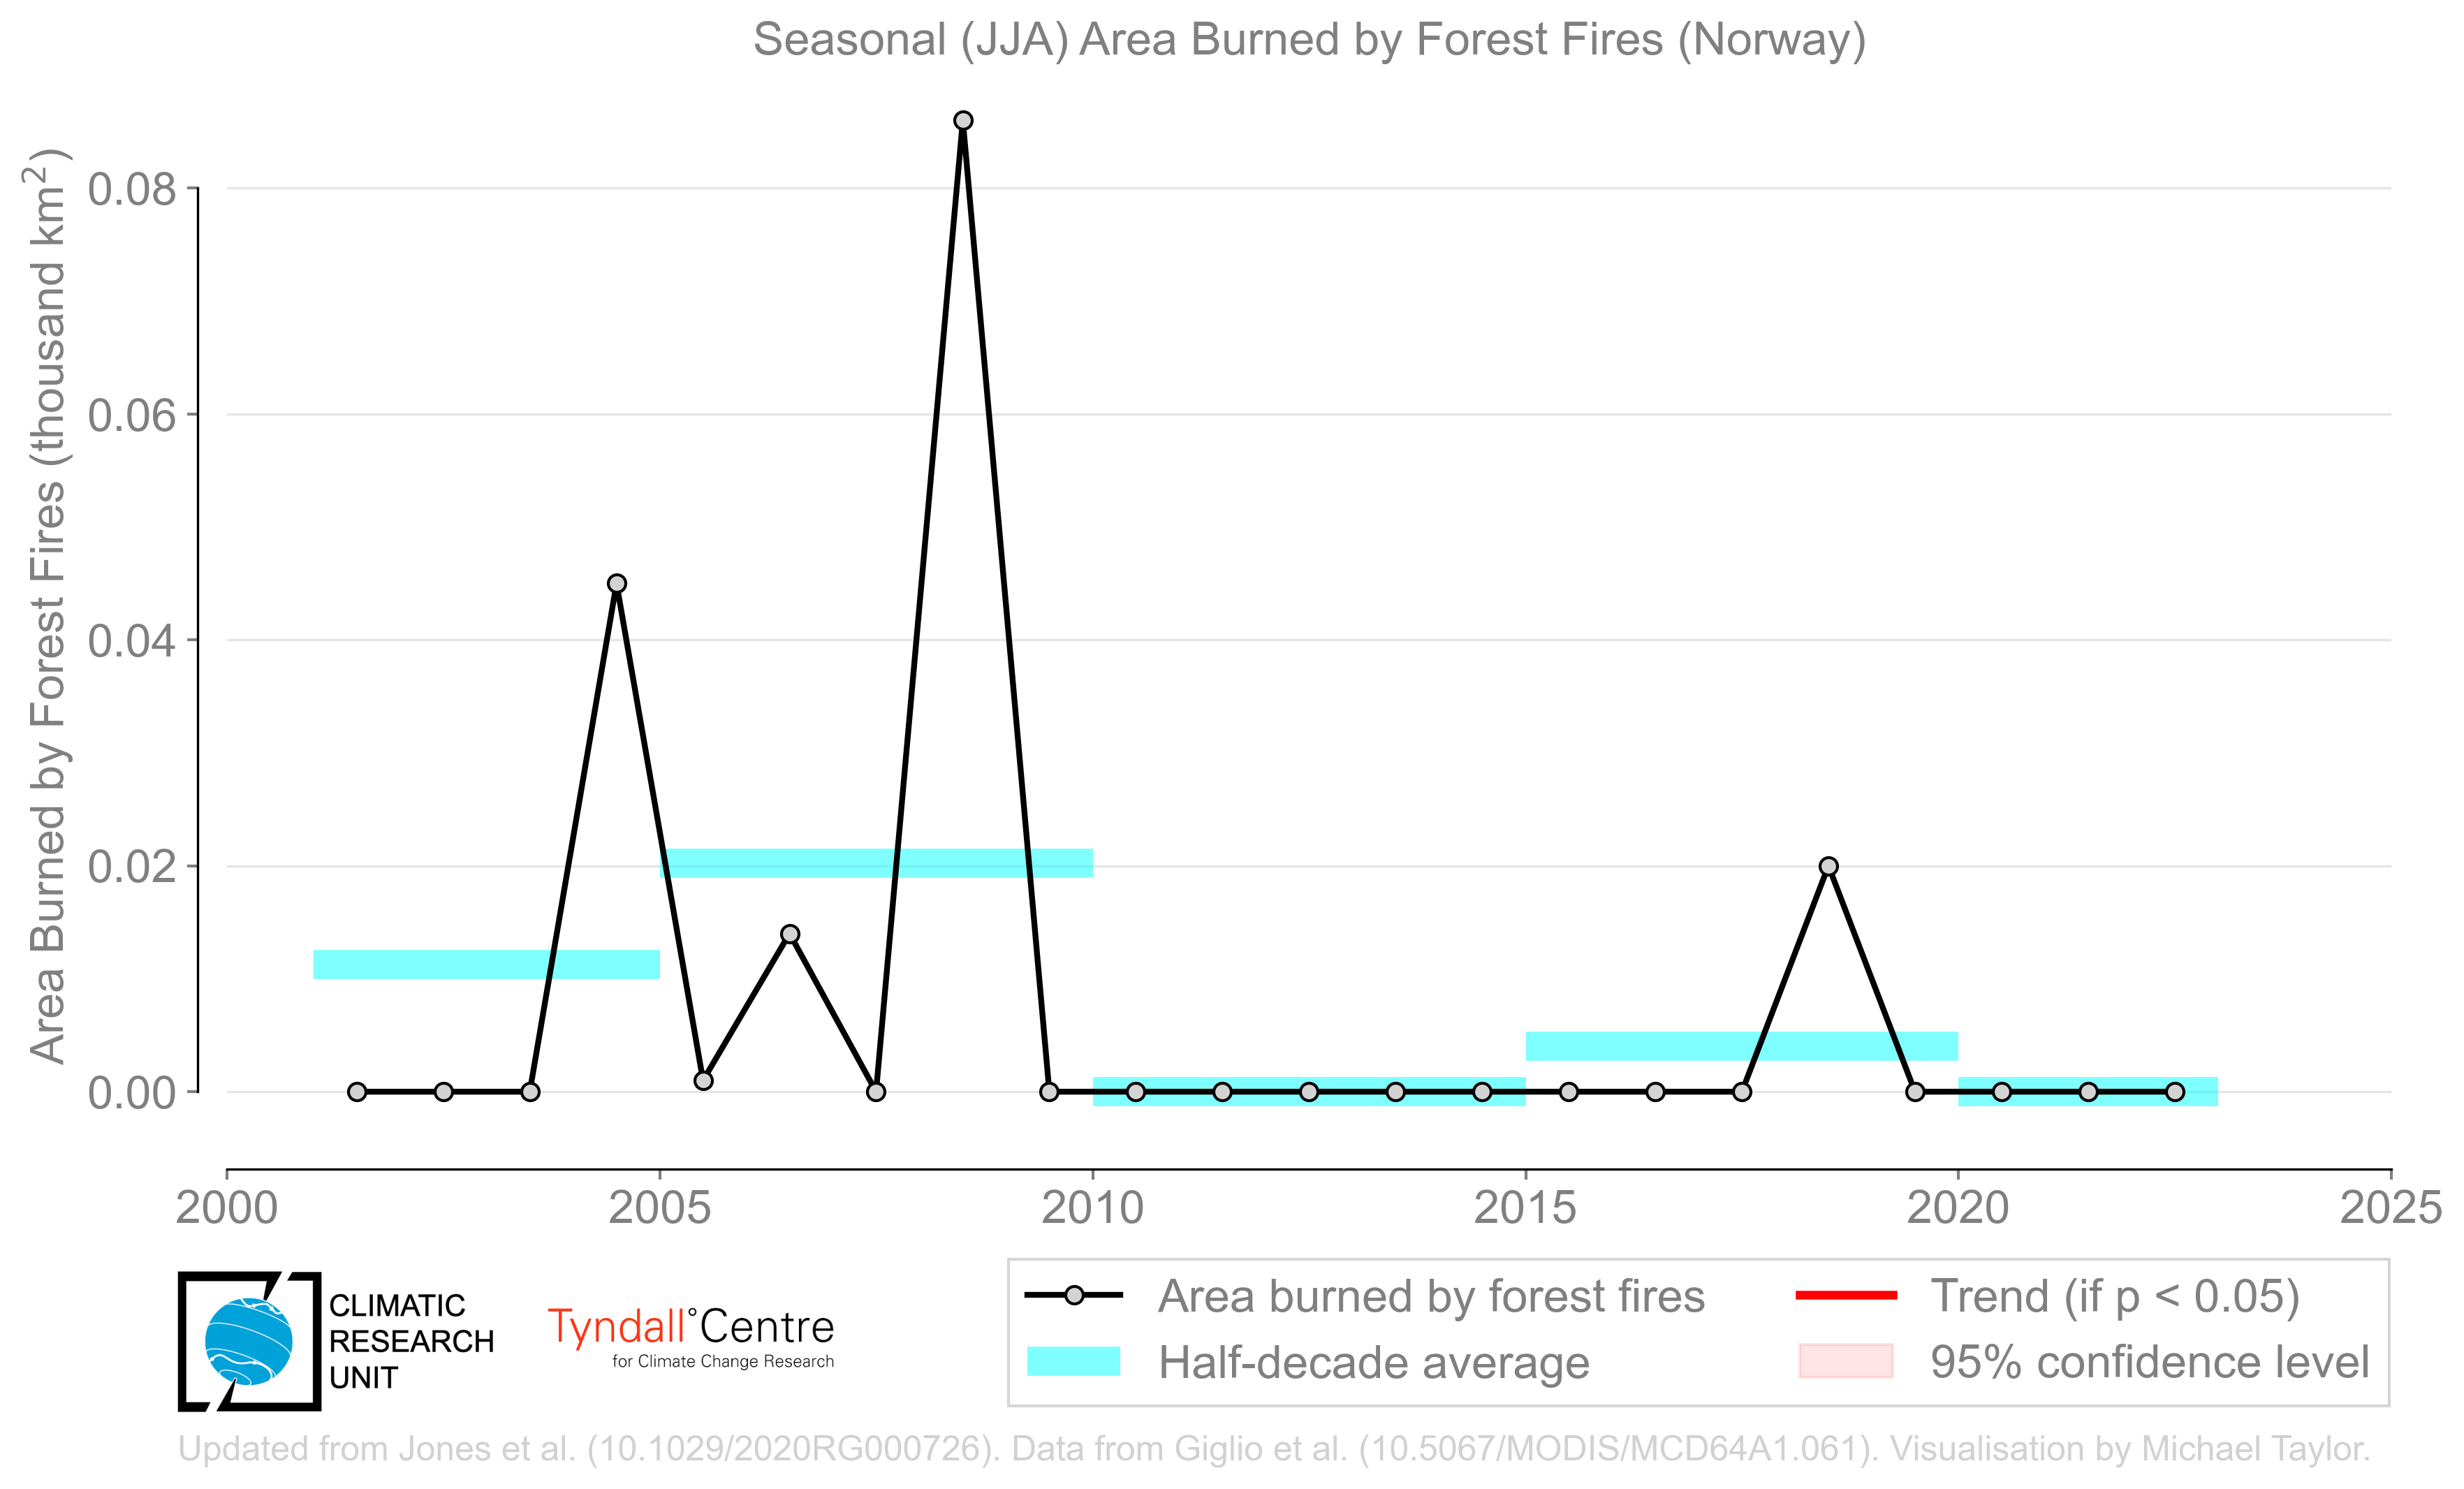 Seasonal (JJA) Area Burned by Forest Fires (Norway)
Area Burned by Forest Fires (thousand km²)
0.08
0.06
0.04
0.02
0.00
2000
2005
2010
2015
2020
2025
CLIMATIC
RESEARCH
UNIT
Tyndall°Centre
for Climate Change Research
Area burned by forest fires
Half-decade average
Trend (if p < 0.05)
95% confidence level
Updated from Jones et al. (10.1029/2020RG000726). Data from Giglio et al. (10.5067/MODIS/MCD64A1.061). Visualisation by Michael Taylor.